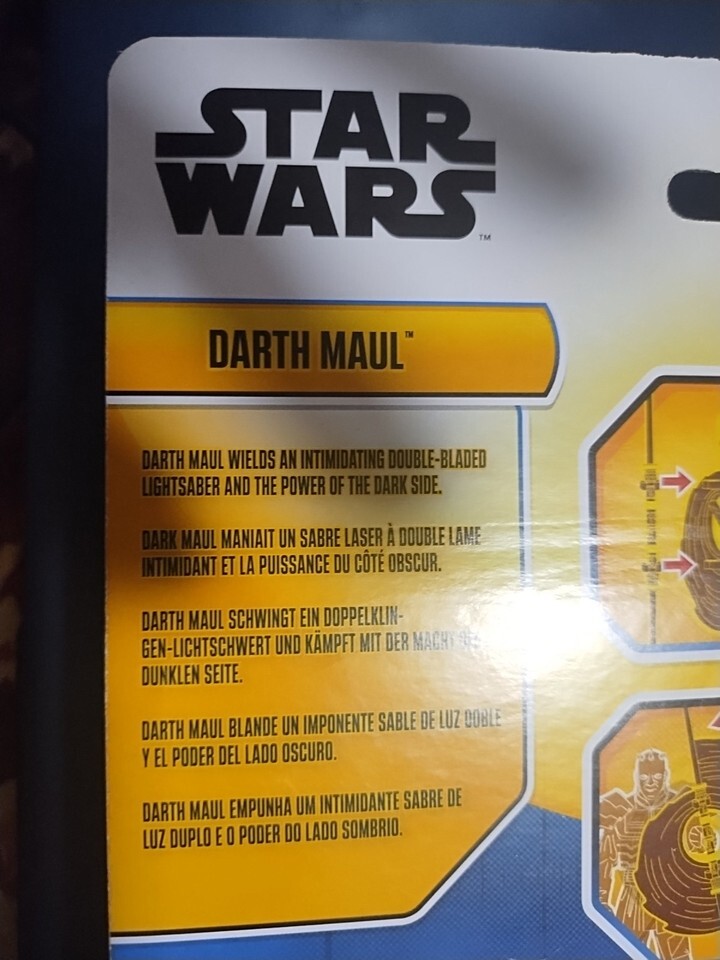 STAR
WARS
™
DARTH MAUL™
DARTH MAUL WIELDS AN INTIMIDATING DOUBLE-BLADED
LIGHTSABER AND THE POWER OF THE DARK SIDE.
DARK MAUL MANIAIT UN SABRE LASER À DOUBLE LAME
INTIMIDANT ET LA PUISSANCE DU CÔTÉ OBSCUR.
DARTH MAUL SCHWINGT EIN DOPPELKLIN-
GEN-LICHTSCHWERT UND KÄMPFT MIT DER MACHT
DUNKLEN SEITE.
DARTH MAUL BLANDE UN IMPONENTE SABLE DE LUZ DOBLE
Y EL PODER DEL LADO OSCURO.
DARTH MAUL EMPUNHA UM INTIMIDANTE SABRE DE
LUZ DUPLO E O PODER DO LADO SOMBRIO.